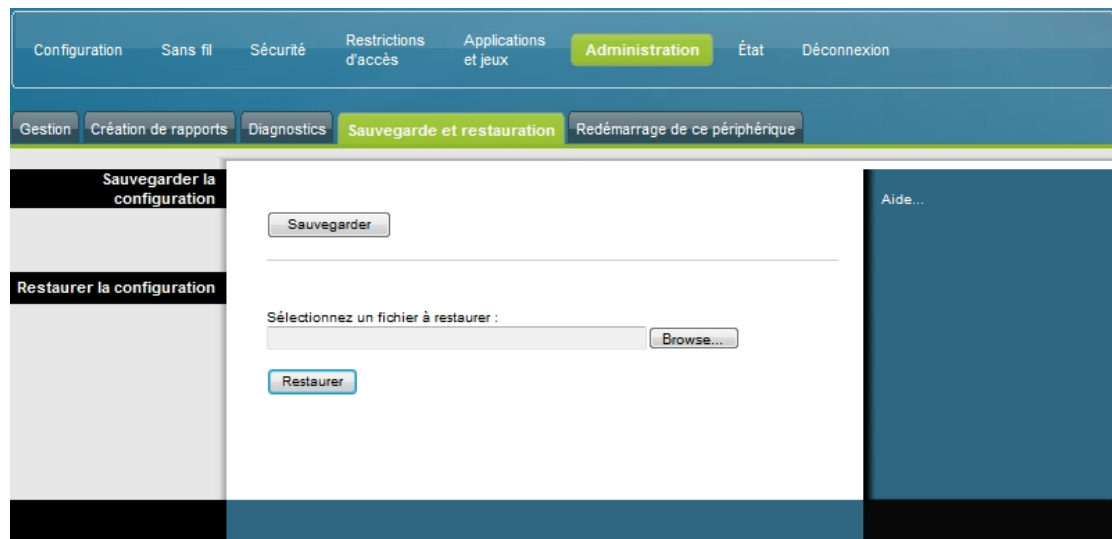 Configuration Sans fil Sécurité Restrictions d'accès Applications et jeux Administration État Déconnexion
Gestion Création de rapports Diagnostics Sauvegarde et restauration Redémarrage de ce périphérique
Sauvegarder la
configuration
Aide...
Sauvegarder
Restaurer la configuration
Sélectionnez un fichier à restaurer :
Browse...
Restaurer